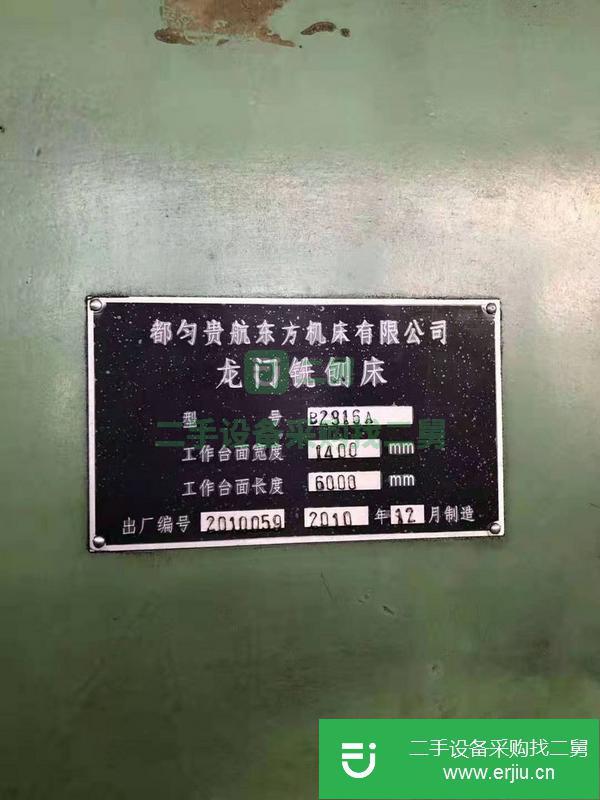 都匀贵航东方机床有限公司
龙门铣刨床
型 号 B2916A
二手设备采购找二舅
工作台面宽度 1400 mm
工作台面长度 6000 mm
出厂编号 2010059 2010 年 12 月制造
二手设备采购找二舅
www.erjiu.cn